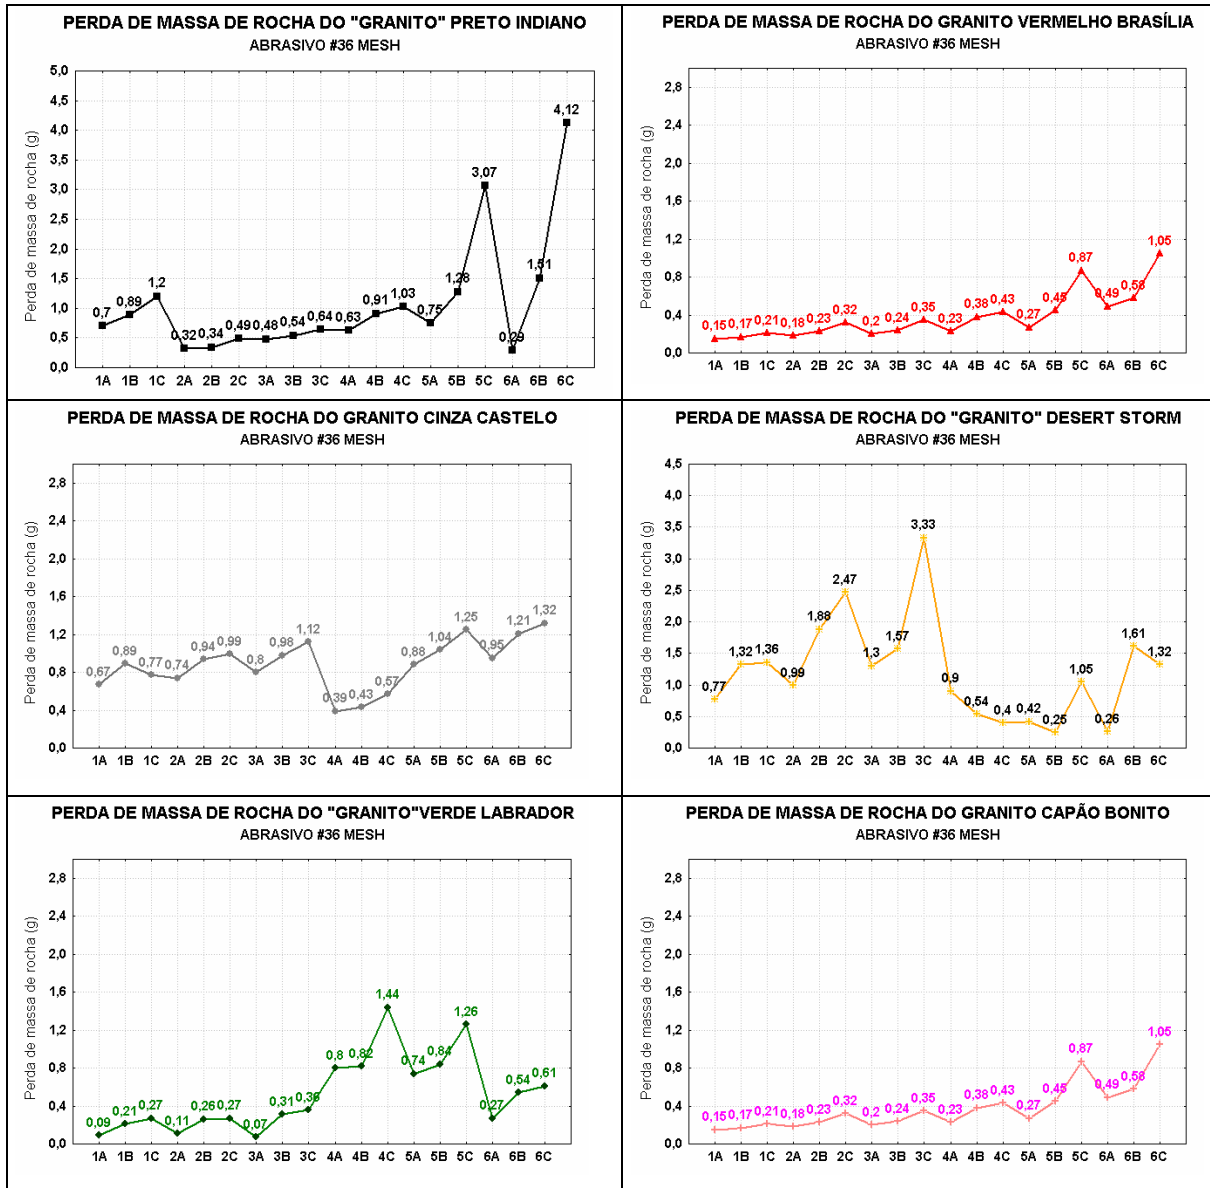 PERDA DE MASSA DE ROCHA DO "GRANITO" PRETO INDIANO
ABRASIVO #36 MESH
Perda de massa de rocha (g)
5,0
4,5
4,0
3,5
3,0
2,5
2,0
1,5
1,0
0,5
0,0
0,7 0,89 1,2 0,32 0,34 0,49 0,48 0,54 0,64 0,63 0,91 1,03 0,75 1,28 3,07 0,29 1,51 4,12
1A 1B 1C 2A 2B 2C 3A 3B 3C 4A 4B 4C 5A 5B 5C 6A 6B 6C
PERDA DE MASSA DE ROCHA DO GRANITO VERMELHO BRASÍLIA
ABRASIVO #36 MESH
Perda de massa de rocha (g)
2,8
2,4
2,0
1,6
1,2
0,8
0,4
0,0
0,15 0,17 0,21 0,18 0,23 0,32 0,2 0,24 0,35 0,23 0,38 0,43 0,27 0,45 0,87 0,49 0,58 1,05
1A 1B 1C 2A 2B 2C 3A 3B 3C 4A 4B 4C 5A 5B 5C 6A 6B 6C
PERDA DE MASSA DE ROCHA DO GRANITO CINZA CASTELO
ABRASIVO #36 MESH
Perda de massa de rocha (g)
2,8
2,4
2,0
1,6
1,2
0,8
0,4
0,0
0,67 0,89 0,77 0,74 0,94 0,99 0,8 0,98 1,12 0,39 0,43 0,57 0,88 1,04 1,25 0,95 1,21 1,32
1A 1B 1C 2A 2B 2C 3A 3B 3C 4A 4B 4C 5A 5B 5C 6A 6B 6C
PERDA DE MASSA DE ROCHA DO "GRANITO" DESERT STORM
ABRASIVO #36 MESH
Perda de massa de rocha (g)
4,5
4,0
3,5
3,0
2,5
2,0
1,5
1,0
0,5
0,0
0,77 1,32 1,36 0,99 1,88 2,47 1,3 1,57 3,33 0,9 0,54 0,4 0,42 0,25 1,05 0,26 1,61 1,32
1A 1B 1C 2A 2B 2C 3A 3B 3C 4A 4B 4C 5A 5B 5C 6A 6B 6C
PERDA DE MASSA DE ROCHA DO "GRANITO"VERDE LABRADOR
ABRASIVO #36 MESH
Perda de massa de rocha (g)
2,8
2,4
2,0
1,6
1,2
0,8
0,4
0,0
0,09 0,21 0,27 0,11 0,26 0,27 0,07 0,31 0,36 0,8 0,82 1,44 0,74 0,84 1,26 0,27 0,54 0,61
1A 1B 1C 2A 2B 2C 3A 3B 3C 4A 4B 4C 5A 5B 5C 6A 6B 6C
PERDA DE MASSA DE ROCHA DO GRANITO CAPÃO BONITO
ABRASIVO #36 MESH
Perda de massa de rocha (g)
2,8
2,4
2,0
1,6
1,2
0,8
0,4
0,0
0,15 0,17 0,21 0,18 0,23 0,32 0,2 0,24 0,35 0,23 0,38 0,43 0,27 0,45 0,87 0,49 0,58 1,05
1A 1B 1C 2A 2B 2C 3A 3B 3C 4A 4B 4C 5A 5B 5C 6A 6B 6C